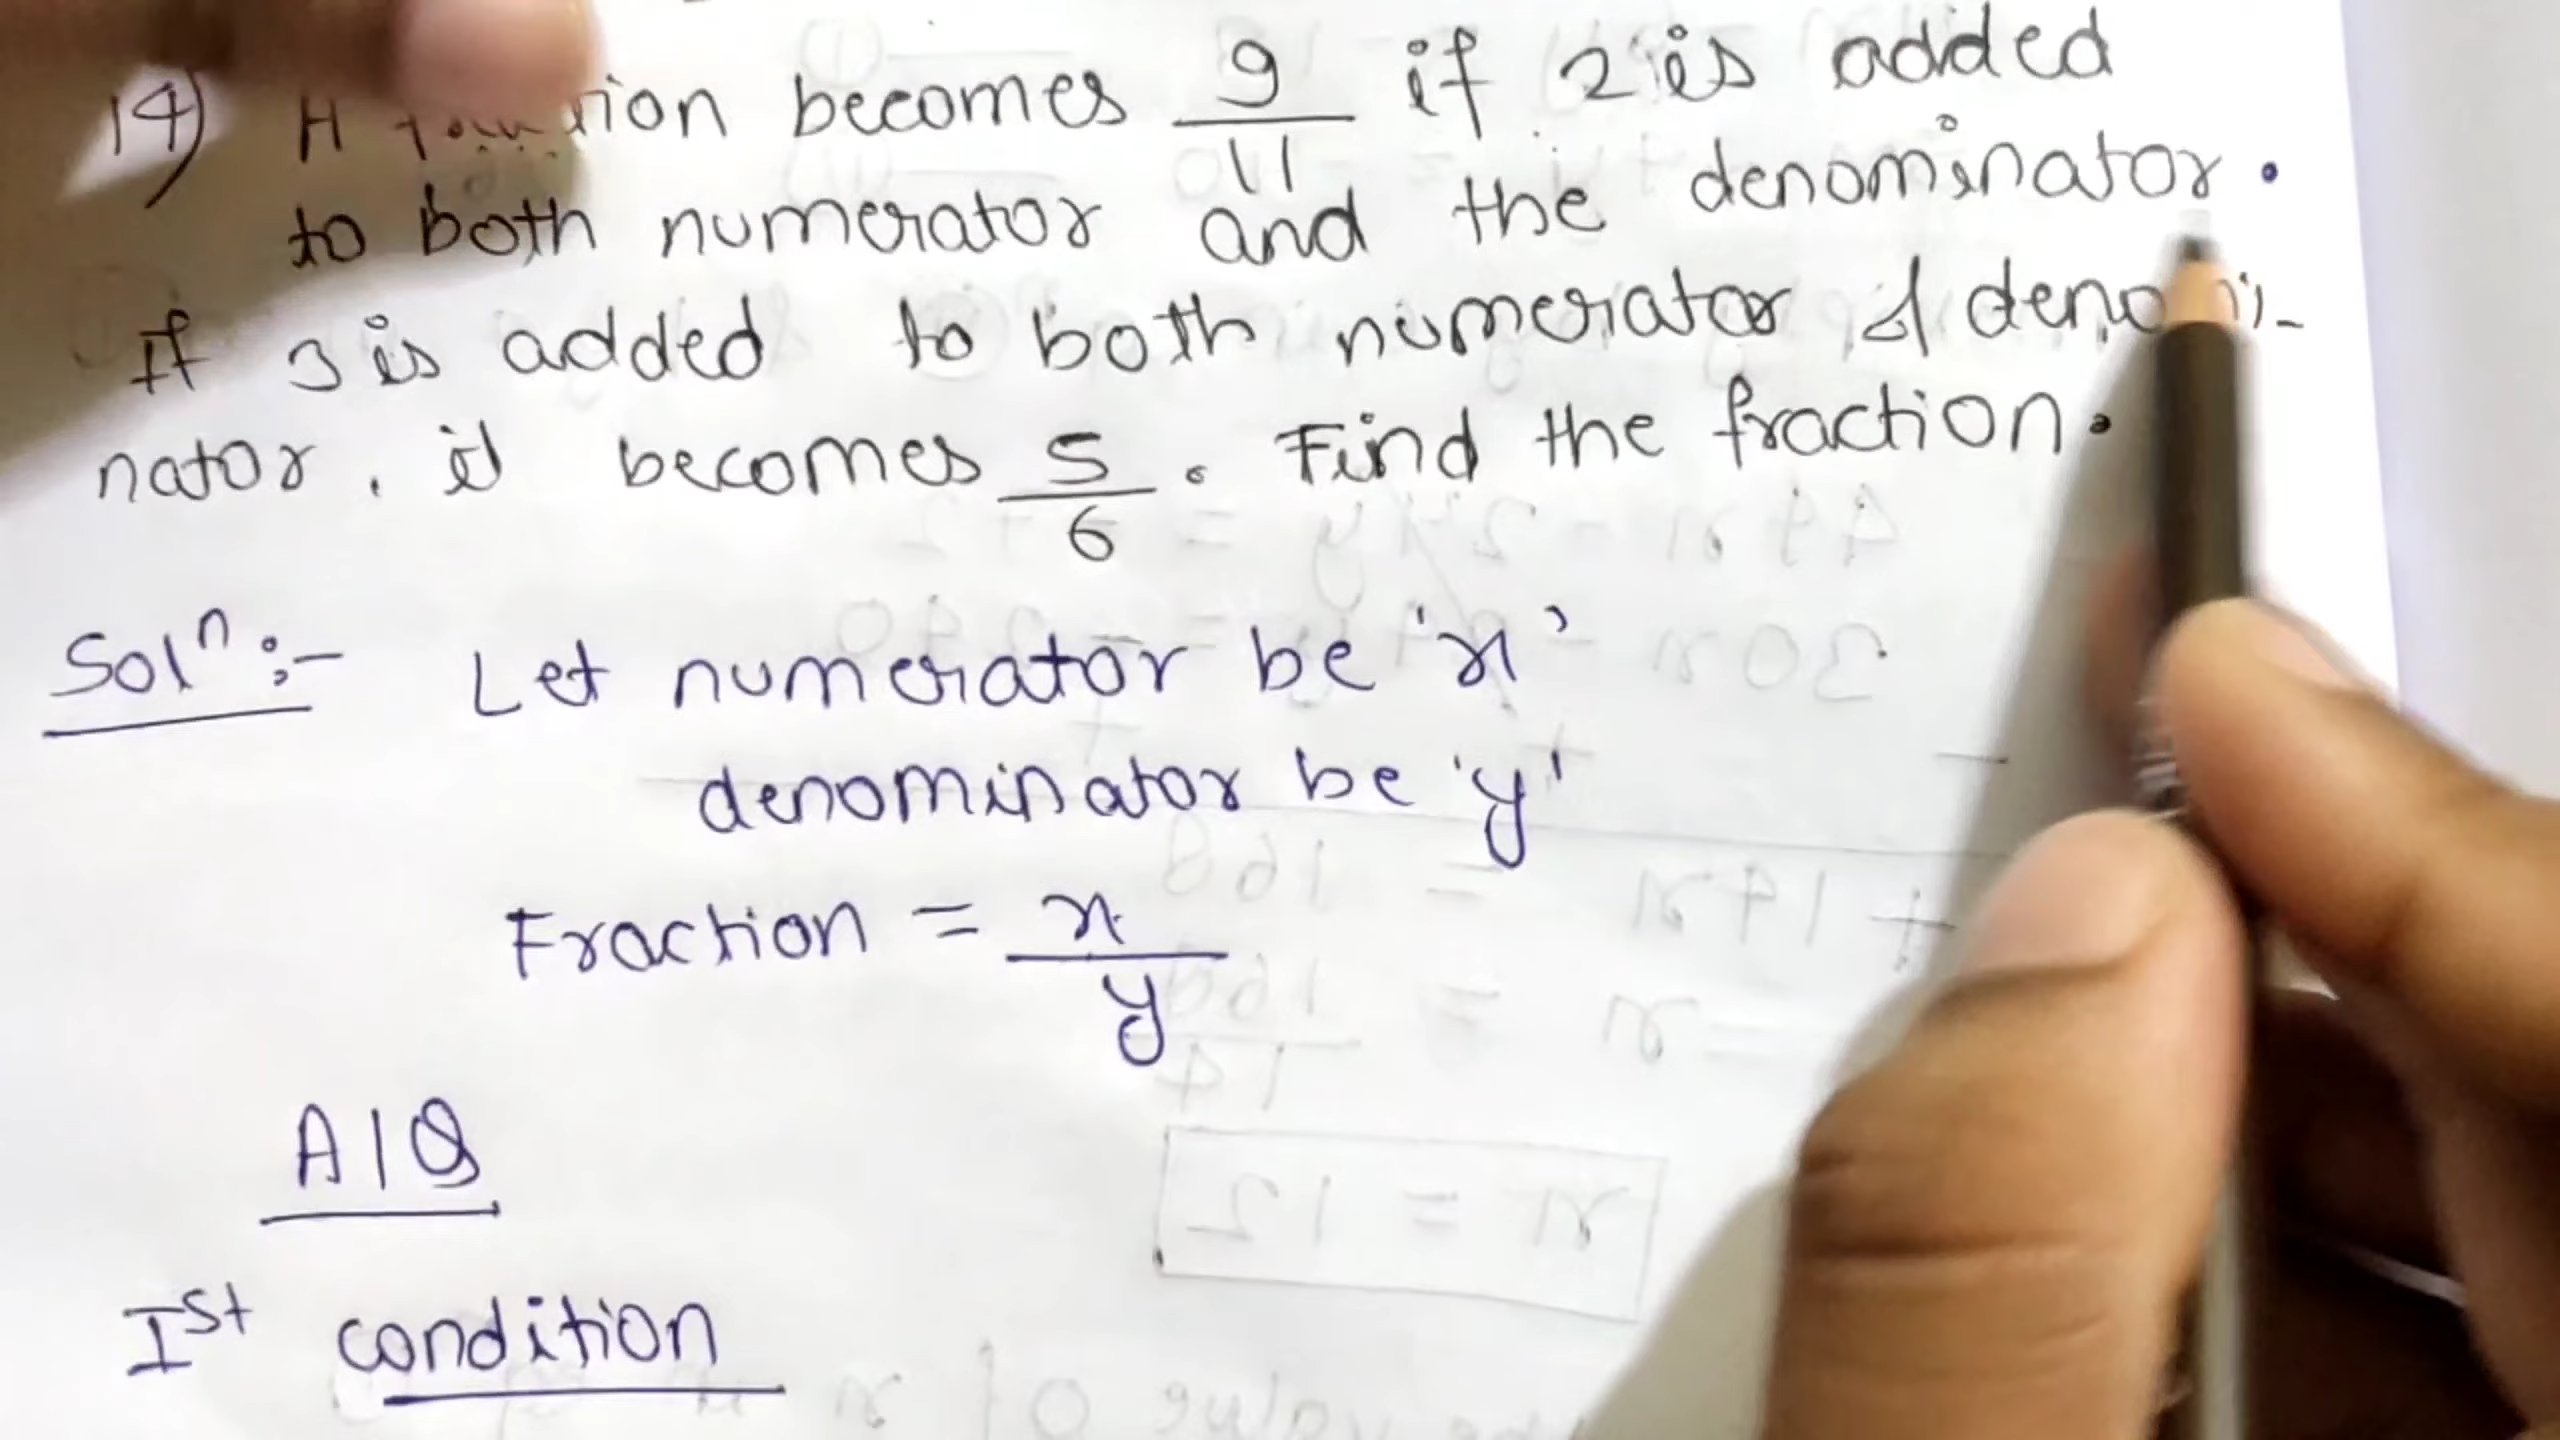 14) A fraction becomes 9/11 if 2 is added
to both numerator and the denominator.
If 3 is added to both numerator & denomi-
nator, it becomes 5/6. Find the fraction.
Solⁿ:- Let numerator be 'x'
denominator be 'y'
Fraction = x/y
A/Q
Iˢᵗ condition